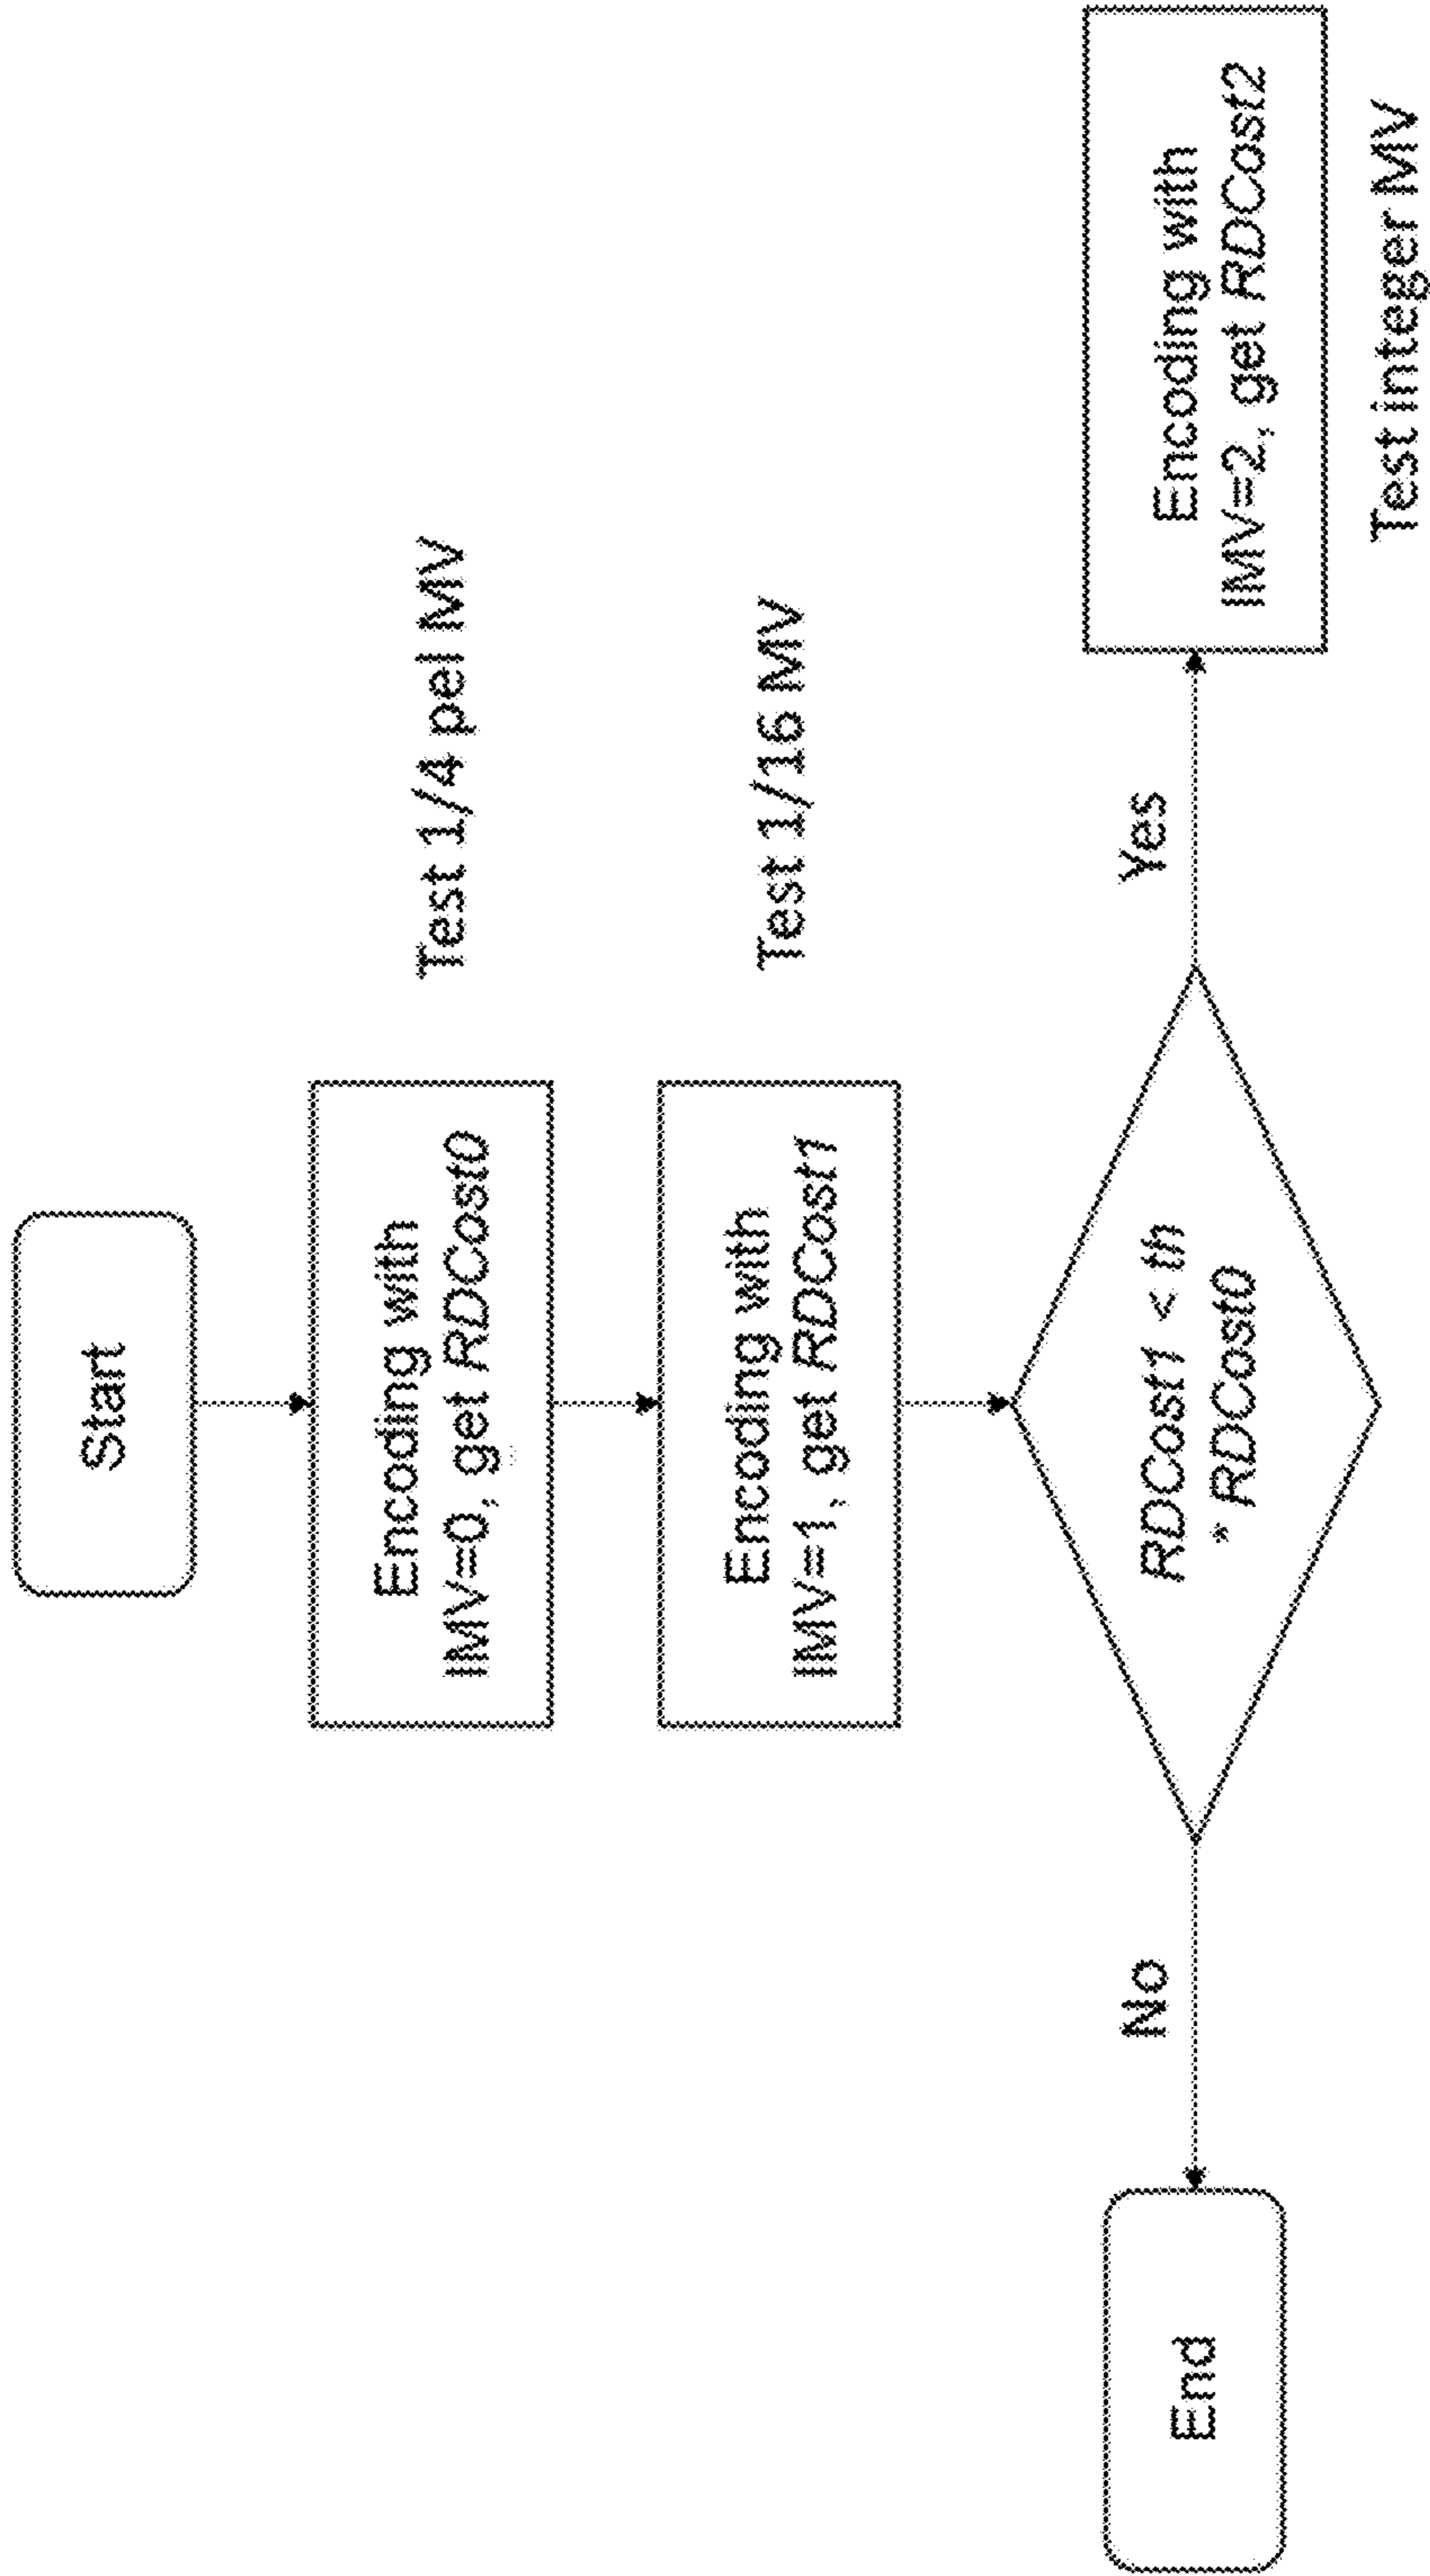 Start
Encoding with
IMV=0, get RDCost0
Test 1/4 pel MV
Encoding with
IMV=1, get RDCost1
Test 1/16 MV
RDCost1 < th
* RDCost0
No
Yes
End
Encoding with
IMV=2, get RDCost2
Test integer MV